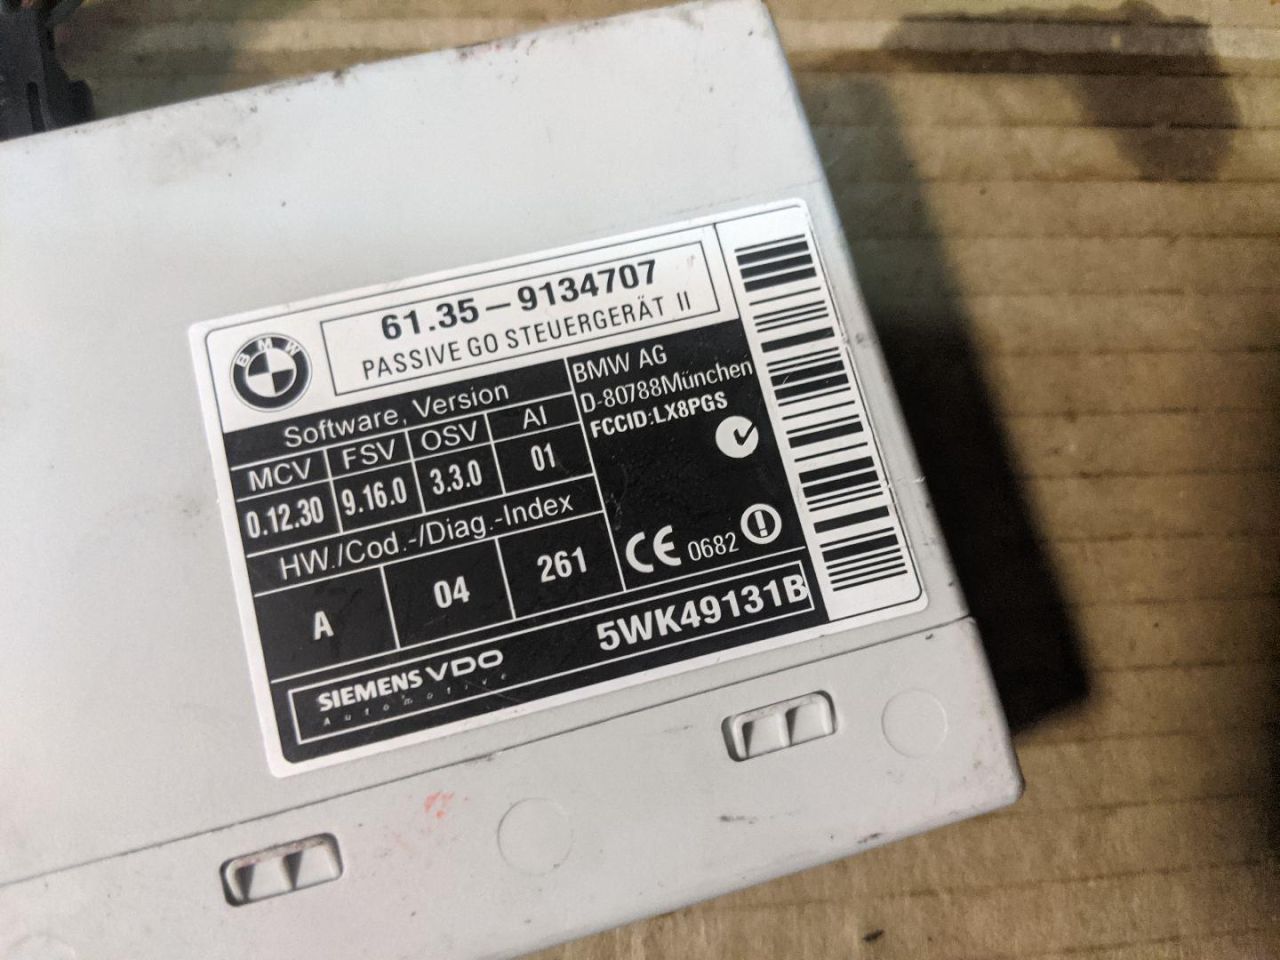 BMW
61.35-9134707
PASSIVE GO STEUERGERÄT II
Software, Version
MCV FSV OSV AI
0.12.30 9.16.0 3.3.0 01
HW./Cod.-/Diag.-Index
A 04 261
BMW AG
D-80788München
FCCID:LX8PGS
CE 0682
SIEMENS VDO
Automotive
5WK49131B